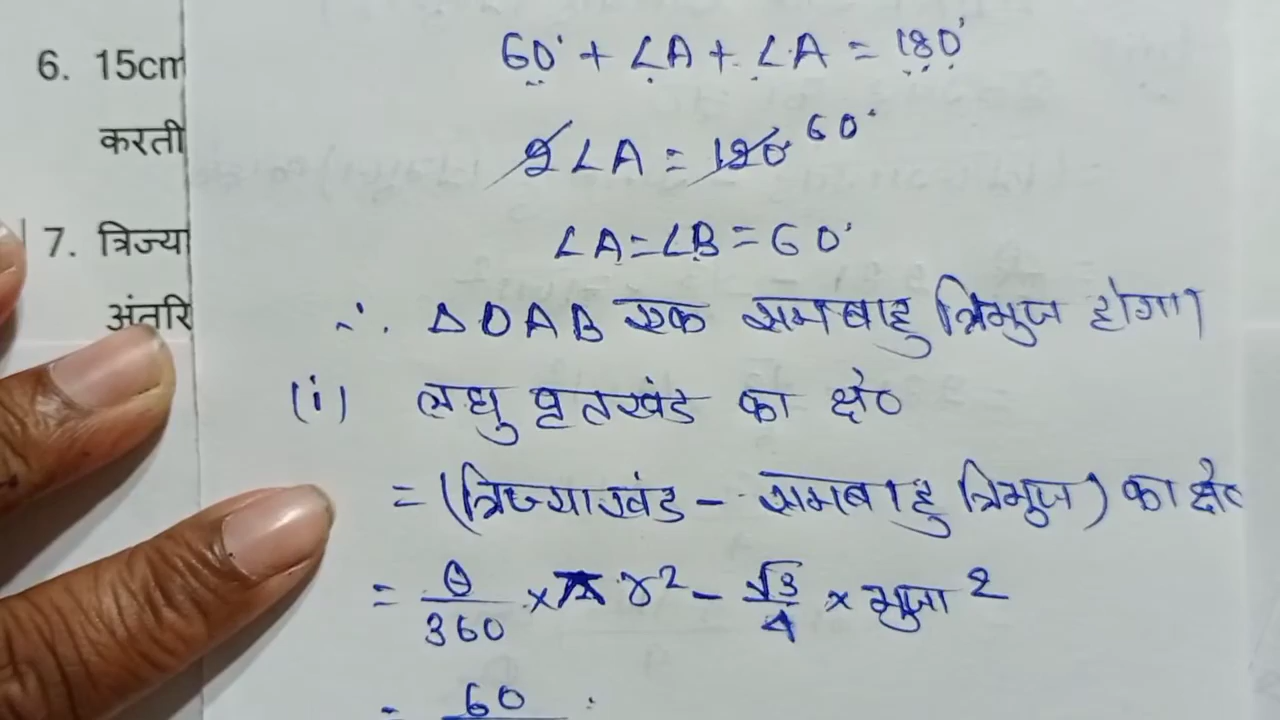 6. 15cm
करती
7. त्रिज्य
अंतरि
60° + ∠A + ∠A = 180°
2∠A = 120° 60°
∠A = ∠B = 60°
∴ ΔOAB एक समबाहु त्रिभुज होगा।
(i) लघु वृतखंड का क्षे०
= (त्रिज्याखंड - समबाहु त्रिभुज) का क्षे०
= θ/360 × π r² - √3/4 × भुजा²
= 60